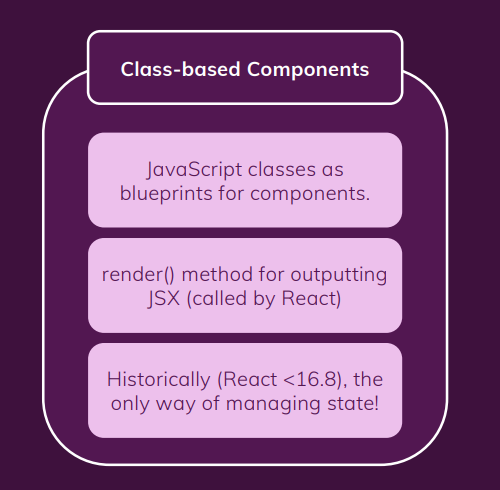 Class-based Components
JavaScript classes as
blueprints for components.
render() method for outputting
JSX (called by React)
Historically (React <16.8), the
only way of managing state!